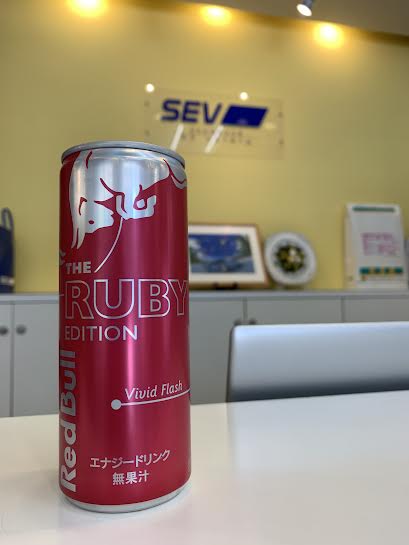 SEV
THE
RUBY
EDITION
Red Bull
Vivid Flash
エナジードリンク
無果汁